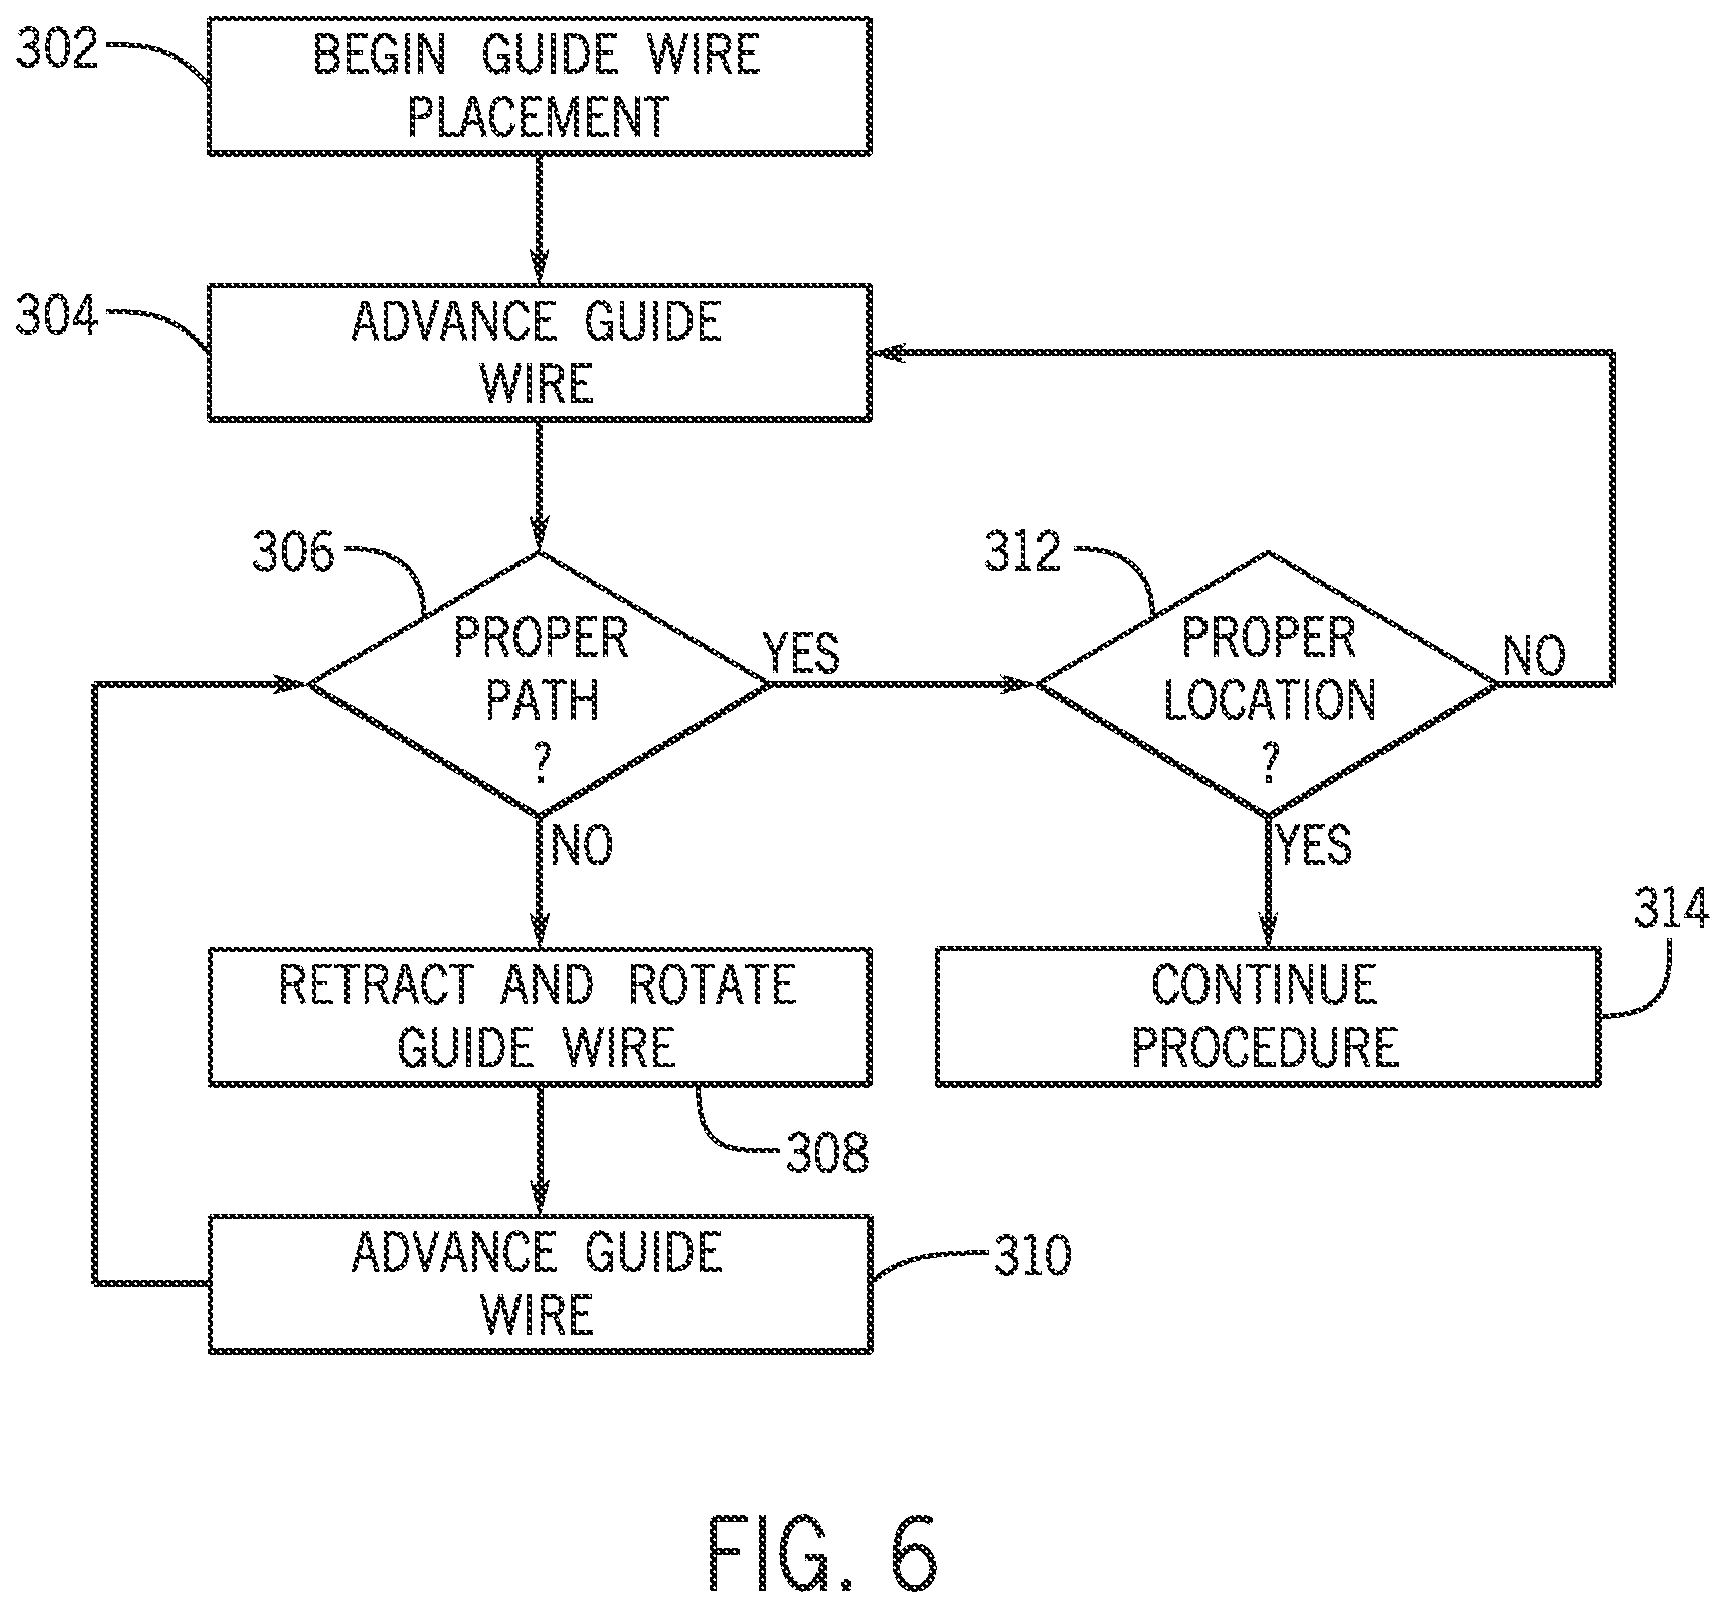 302
BEGIN GUIDE WIRE
PLACEMENT
304
ADVANCE GUIDE
WIRE
306
PROPER
PATH
?
YES
NO
312
PROPER
LOCATION
?
NO
YES
RETRACT AND ROTATE
GUIDE WIRE
308
314
CONTINUE
PROCEDURE
ADVANCE GUIDE
WIRE
310
FIG. 6